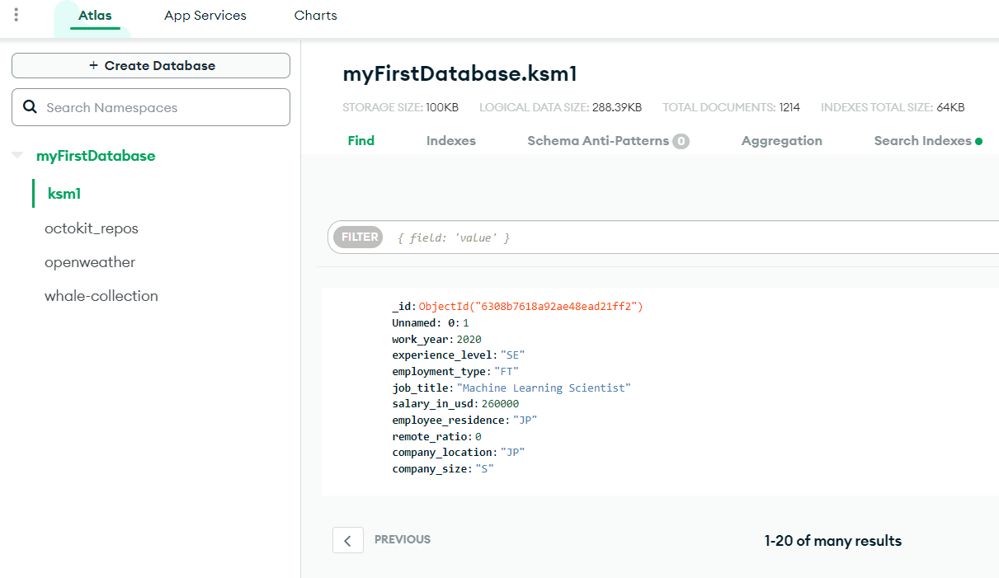 Atlas App Services Charts
+ Create Database
Search Namespaces
myFirstDatabase
ksm1
octokit_repos
openweather
whale-collection
myFirstDatabase.ksm1
STORAGE SIZE: 100KB LOGICAL DATA SIZE: 288.39KB TOTAL DOCUMENTS: 1214 INDEXES TOTAL SIZE: 64KB
Find Indexes Schema Anti-Patterns 0 Aggregation Search Indexes
FILTER { field: 'value' }
_id: ObjectId("6308b7618a92ae48ead21ff2")
Unnamed: 0: 1
work_year: 2020
experience_level: "SE"
employment_type: "FT"
job_title: "Machine Learning Scientist"
salary_in_usd: 260000
employee_residence: "JP"
remote_ratio: 0
company_location: "JP"
company_size: "S"
PREVIOUS 1-20 of many results